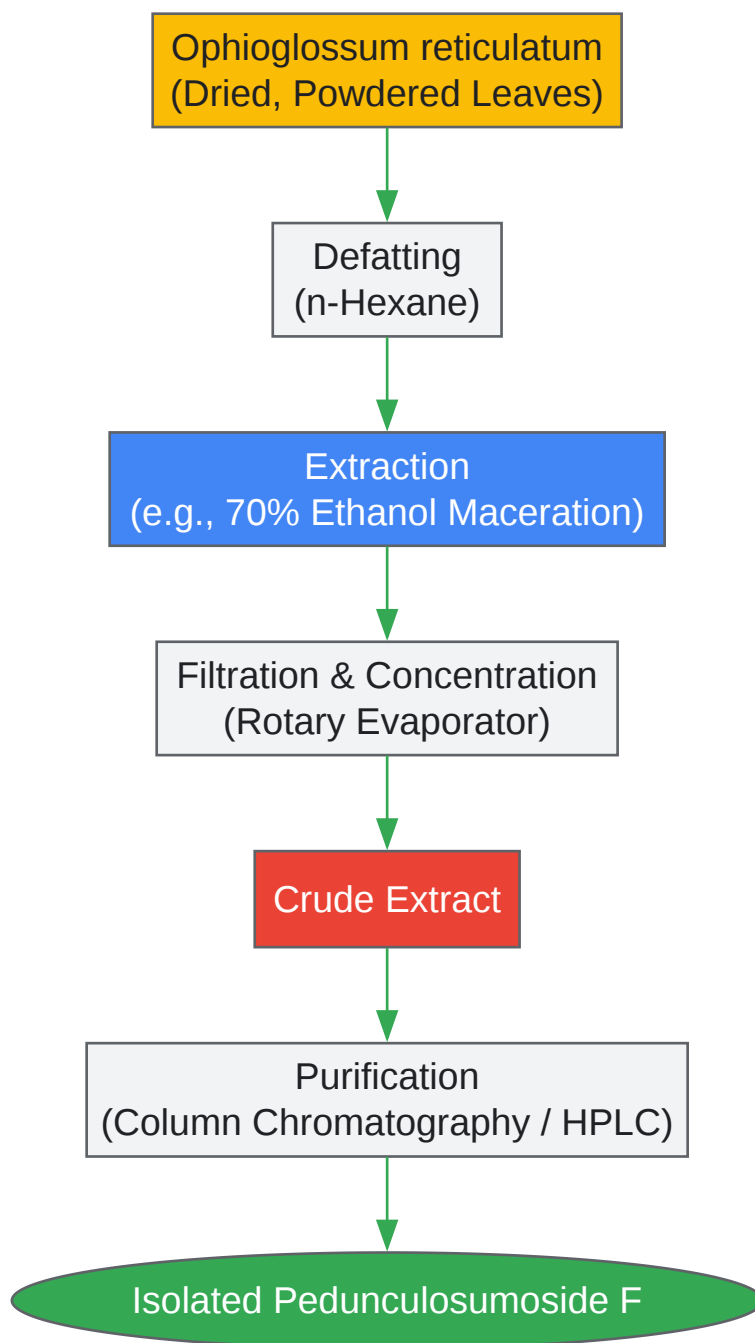 Ophioglossum reticulatum
(Dried, Powdered Leaves)
Defatting
(n-Hexane)
Extraction
(e.g., 70% Ethanol Maceration)
Filtration & Concentration
(Rotary Evaporator)
Crude Extract
Purification
(Column Chromatography / HPLC)
Isolated Pedunculosumoside F